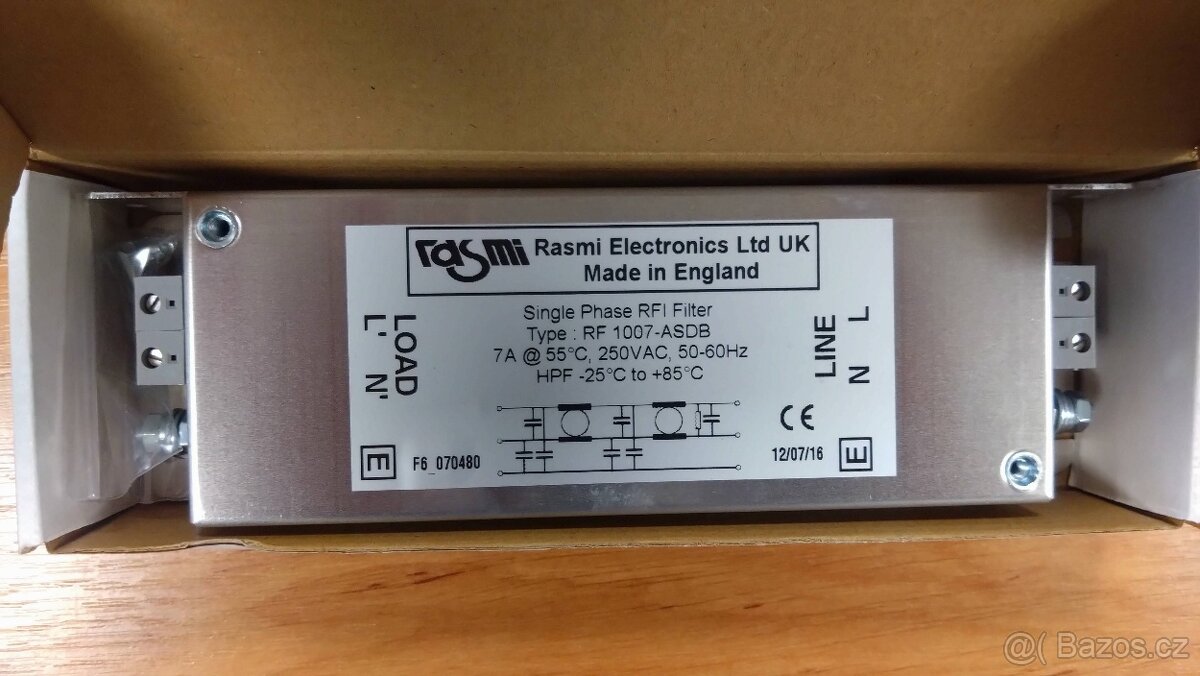 rasmi
Rasmi Electronics Ltd UK
Made in England
Single Phase RFI Filter
Type : RF 1007-ASDB
7A @ 55°C, 250VAC, 50-60Hz
HPF -25°C to +85°C
LOAD
L' N'
E
F6_070480
LINE
N L
CE
12/07/16
E
@( Bazos.cz